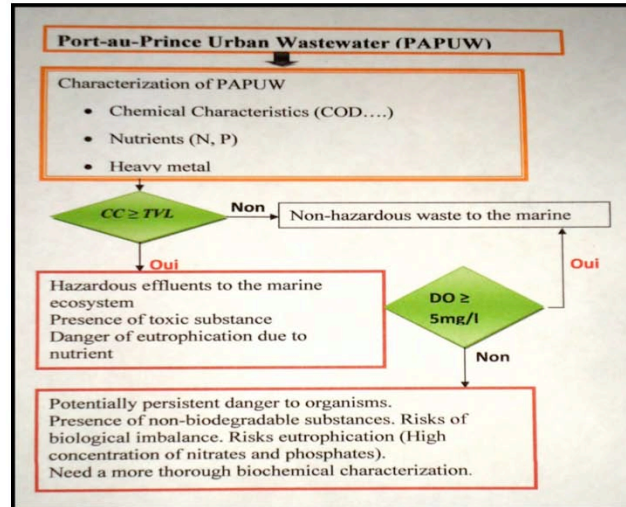 Port-au-Prince Urban Wastewater (PAPUW)
Characterization of PAPUW
• Chemical Characteristics (COD….)
• Nutrients (N, P)
• Heavy metal
CC ≥ TVL
Non
Non-hazardous waste to the marine
Oui
Oui
Hazardous effluents to the marine
ecosystem
Presence of toxic substance
Danger of eutrophication due to
nutrient
DO ≥
5mg/l
Non
Potentially persistent danger to organisms.
Presence of non-biodegradable substances. Risks of
biological imbalance. Risks eutrophication (High
concentration of nitrates and phosphates).
Need a more thorough biochemical characterization.